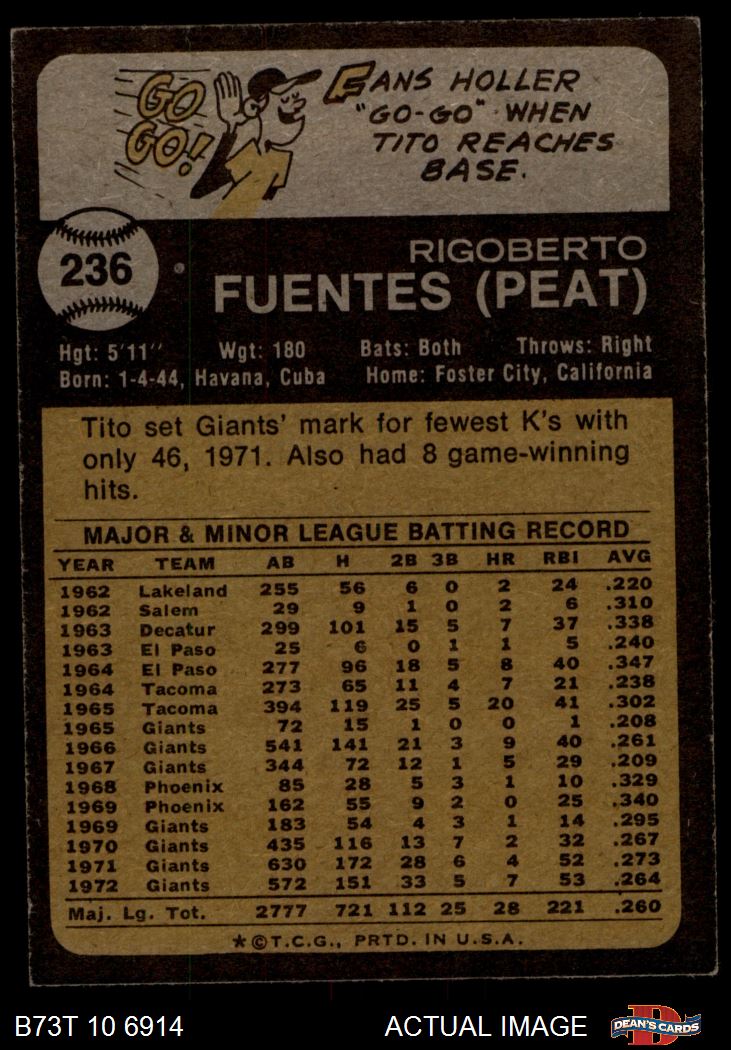 GO
GO!
FANS HOLLER
"GO-GO" WHEN
TITO REACHES
BASE.
236
RIGOBERTO
FUENTES (PEAT)
Hgt: 5'11" Wgt: 180 Bats: Both Throws: Right
Born: 1-4-44, Havana, Cuba Home: Foster City, California
Tito set Giants' mark for fewest K's with
only 46, 1971. Also had 8 game-winning
hits.
MAJOR & MINOR LEAGUE BATTING RECORD
YEAR TEAM AB H 2B 3B HR RBI AVG
1962 Lakeland 255 56 6 0 2 24 .220
1962 Salem 29 9 1 0 2 6 .310
1963 Decatur 299 101 15 5 7 37 .338
1963 El Paso 25 6 0 1 1 5 .240
1964 El Paso 277 96 18 5 8 40 .347
1964 Tacoma 273 65 11 4 7 21 .238
1965 Tacoma 394 119 25 5 20 41 .302
1965 Giants 72 15 1 0 0 1 .208
1966 Giants 541 141 21 3 9 40 .261
1967 Giants 344 72 12 1 5 29 .209
1968 Phoenix 85 28 5 3 1 10 .329
1969 Phoenix 162 55 9 2 0 25 .340
1969 Giants 183 54 4 3 1 14 .295
1970 Giants 435 116 13 7 2 32 .267
1971 Giants 630 172 28 6 4 52 .273
1972 Giants 572 151 33 5 7 53 .264
Maj. Lg. Tot. 2777 721 112 25 28 221 .260
★©T.C.G., PRTD. IN U.S.A.
B73T 10 6914 ACTUAL IMAGE
D
DEAN'S CARDS